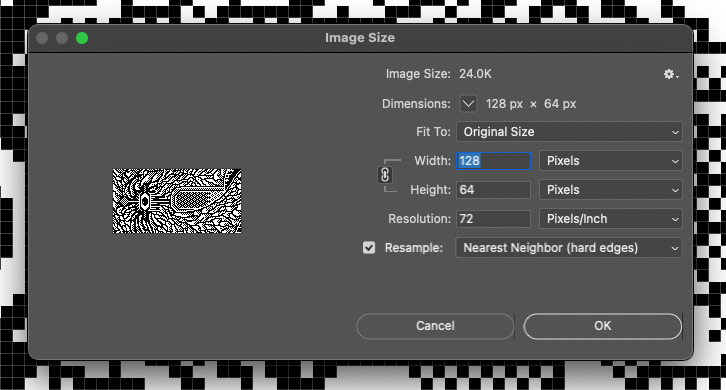 Image Size
Image Size: 24.0K
Dimensions: 128 px × 64 px
Fit To: Original Size
Width: 128 Pixels
Height: 64 Pixels
Resolution: 72 Pixels/Inch
Resample: Nearest Neighbor (hard edges)
Cancel OK